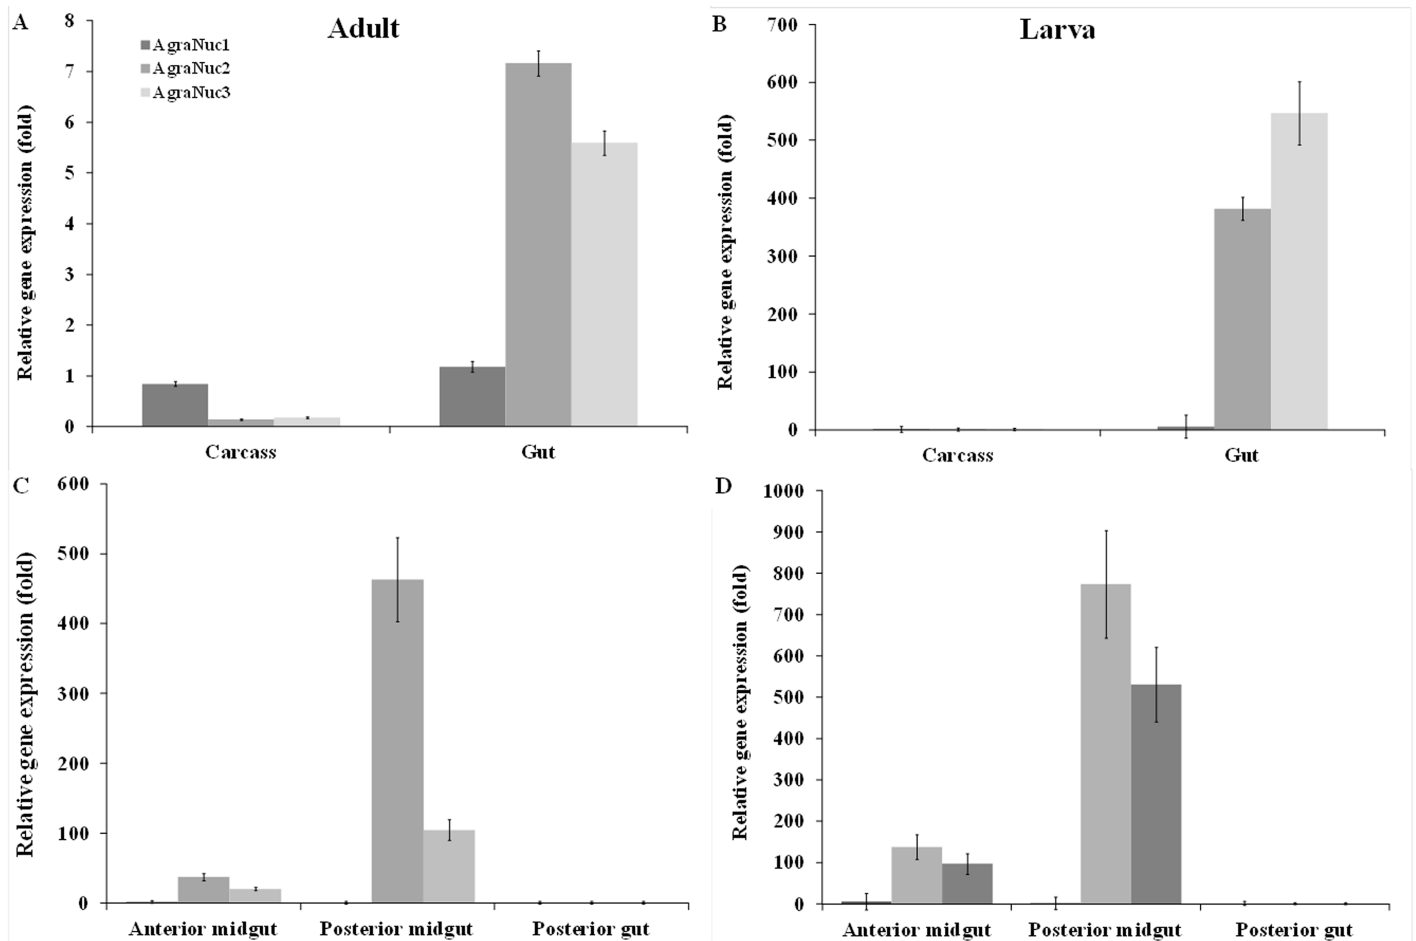 A
Adult
AgraNuc1
AgraNuc2
AgraNuc3
Relative gene expression (fold)
8
7
6
5
4
3
2
1
0
Carcass Gut
B
Larva
Relative gene expression (fold)
700
600
500
400
300
200
100
0
Carcass Gut
C
Relative gene expression (fold)
600
500
400
300
200
100
0
Anterior midgut Posterior midgut Posterior gut
D
Relative gene expression (fold)
1000
900
800
700
600
500
400
300
200
100
0
Anterior midgut Posterior midgut Posterior gut